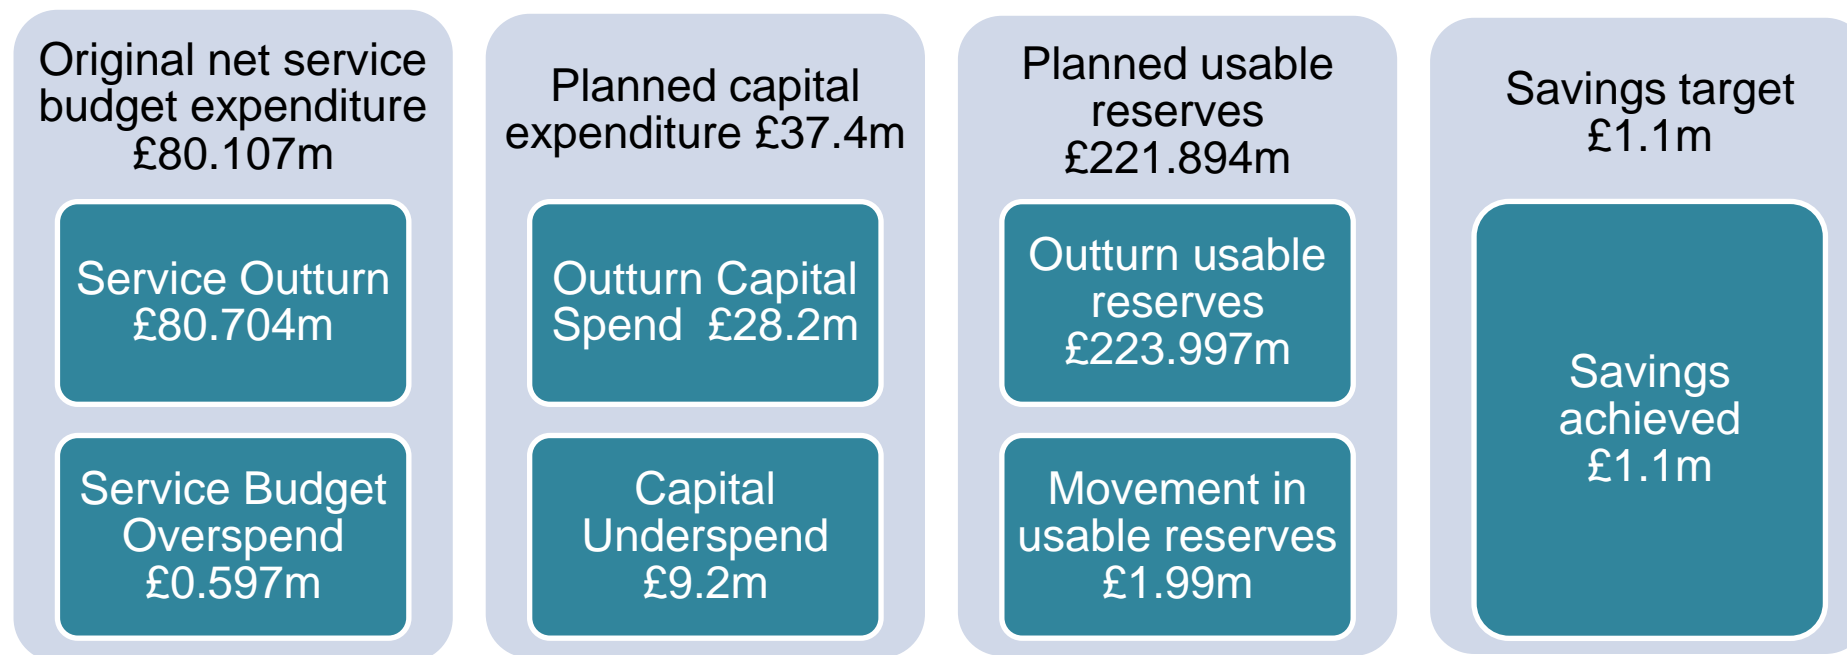 Original net service
budget expenditure
£80.107m
Service Outturn
£80.704m
Service Budget
Overspend
£0.597m
Planned capital
expenditure £37.4m
Outturn Capital
Spend £28.2m
Capital
Underspend
£9.2m
Planned usable
reserves
£221.894m
Outturn usable
reserves
£223.997m
Movement in
usable reserves
£1.99m
Savings target
£1.1m
Savings
achieved
£1.1m